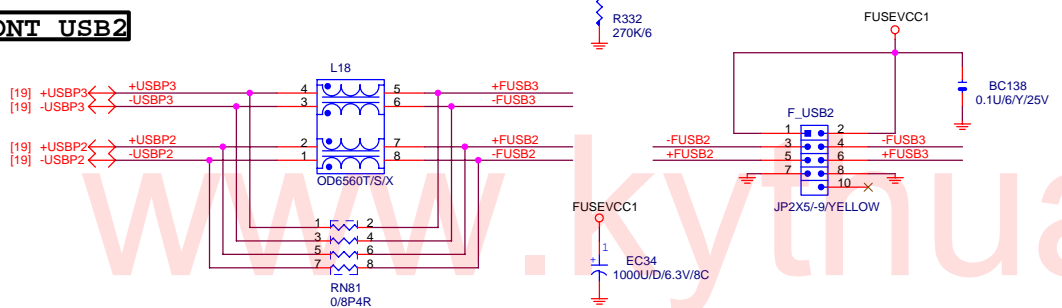 ONT USB2
R332
270K/6
FUSEVCC1
L18
[19] +USBP3 +USBP3 4 5 +FUSB3
[19] -USBP3 -USBP3 3 6 -FUSB3
[19] +USBP2 +USBP2 2 7 +FUSB2
[19] -USBP2 -USBP2 1 8 -FUSB2
OD6560T/S/X
BC138
0.1U/6/Y/25V
F_USB2
1 2
-FUSB2 3 4 -FUSB3
+FUSB2 5 6 +FUSB3
7 8
10
JP2X5/-9/YELLOW
1 2
3 4
5 6
7 8
RN81
0/8P4R
FUSEVCC1
1
+
EC34
1000U/D/6.3V/8C
www.kythua